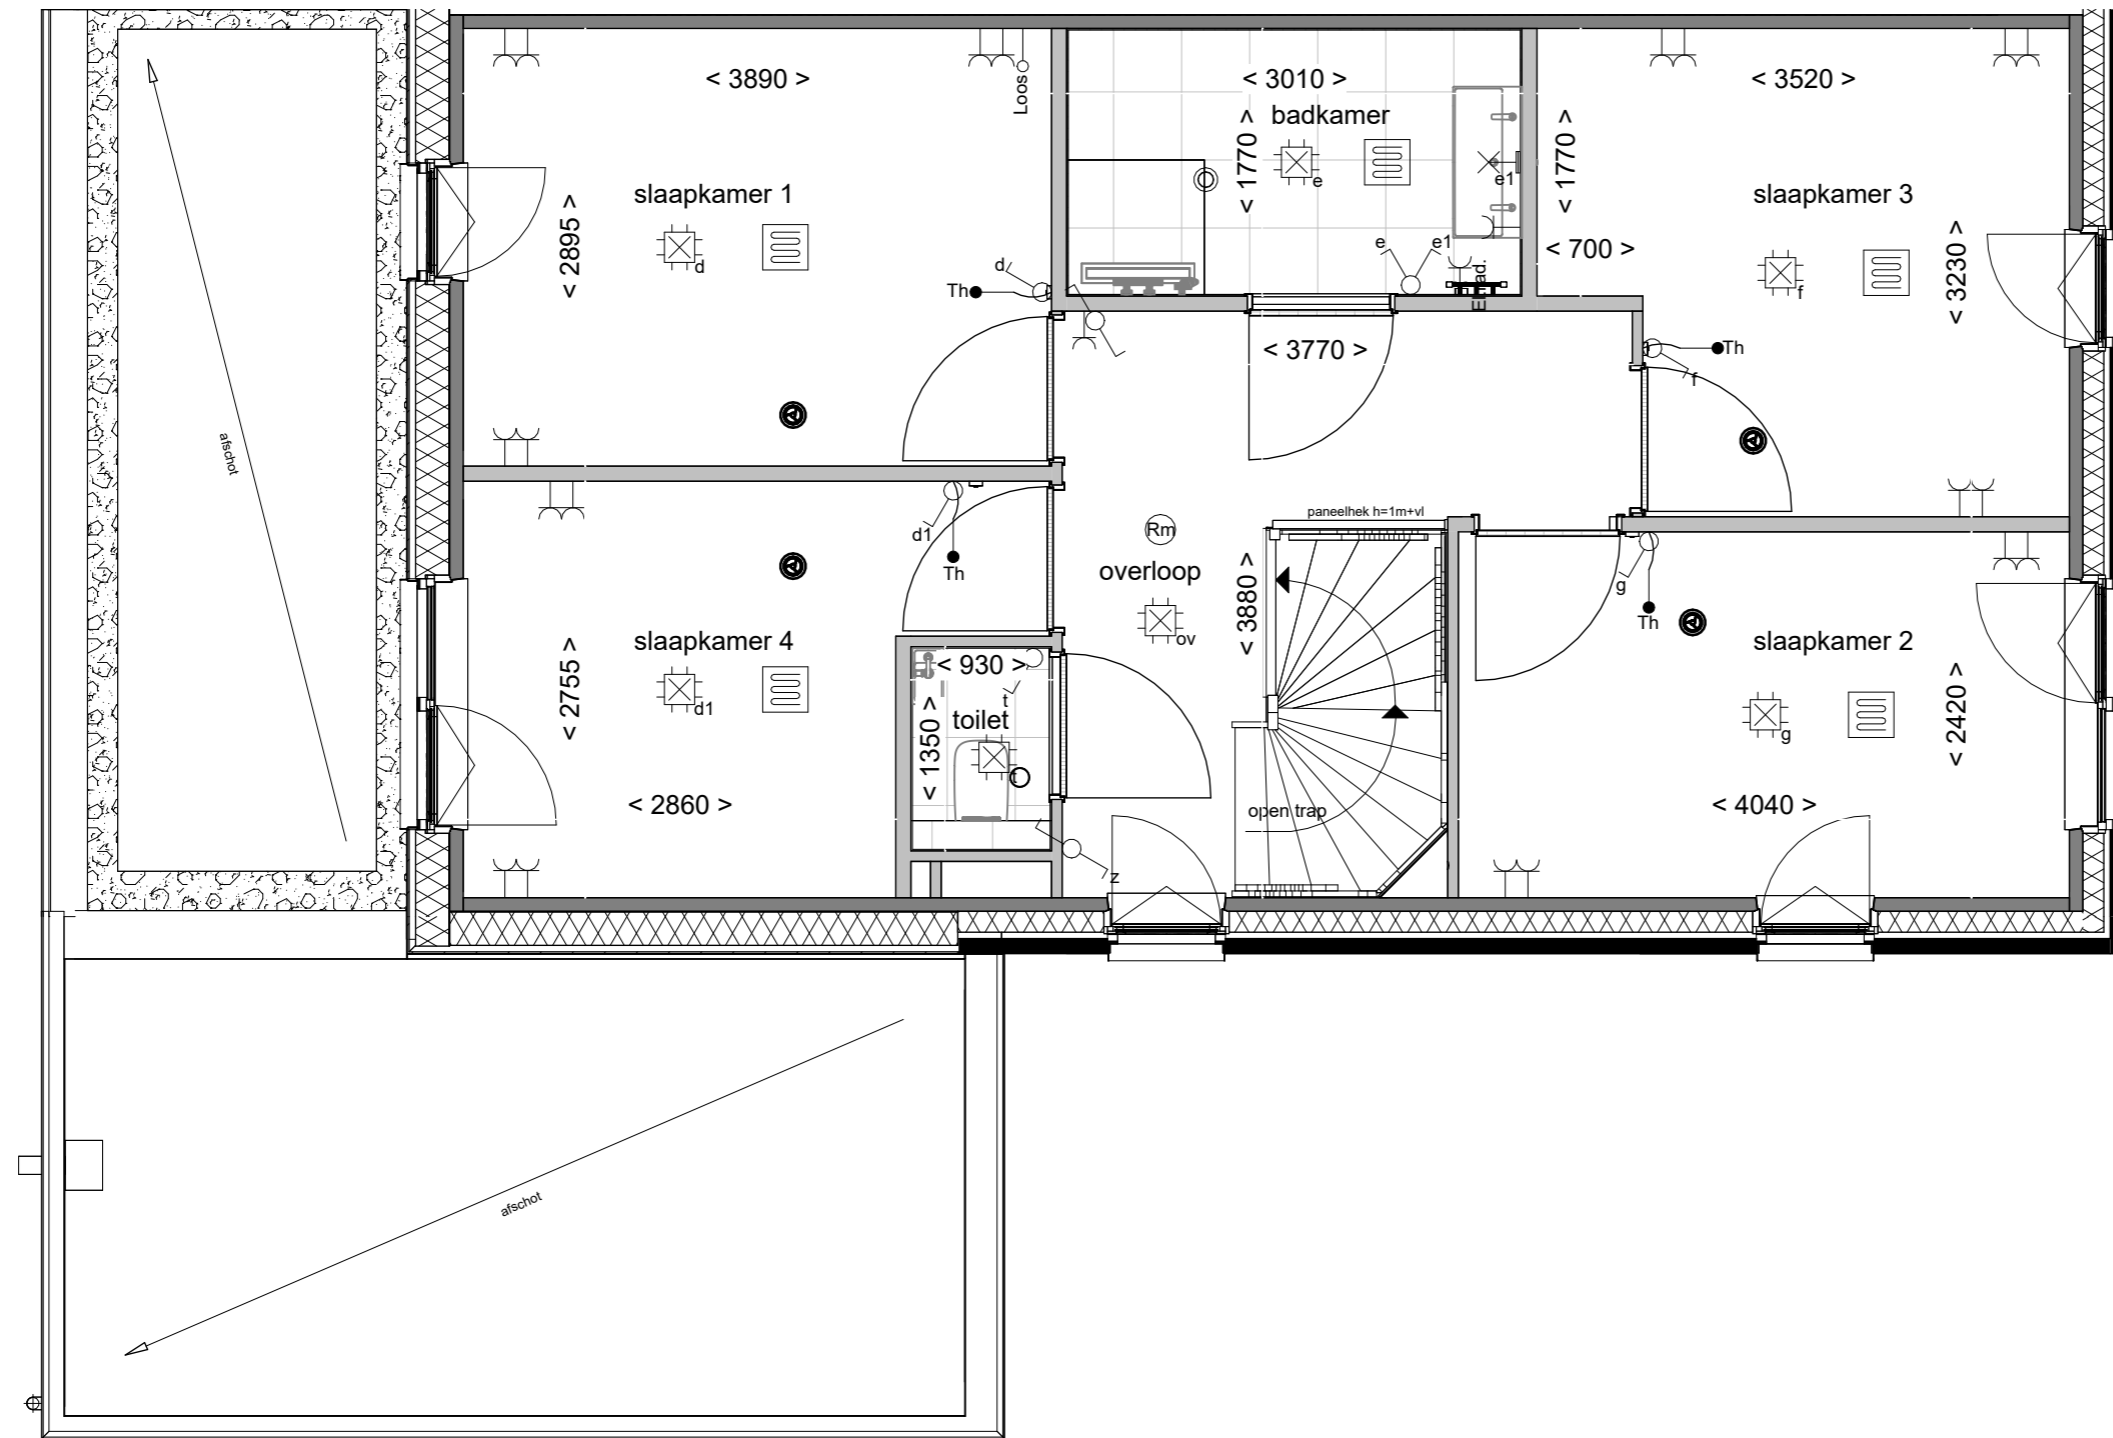 < 3890 >
Loos
< 3010 >
badkamer
< 1770 >
e
e1
< 1770 >
< 3520 >
slaapkamer 1
< 2895 >
d
slaapkamer 3
< 700 >
< 3230 >
f
e
e1
d
Th
< 3770 >
Th
f
afschot
paneelhek h=1m+vl
Rm
overloop
ov
< 3880 >
d1
Th
slaapkamer 4
< 2755 >
d1
< 930 >
t
toilet
< 1350 >
t
g
Th
slaapkamer 2
< 2420 >
g
< 2860 >
open trap
< 4040 >
z
afschot